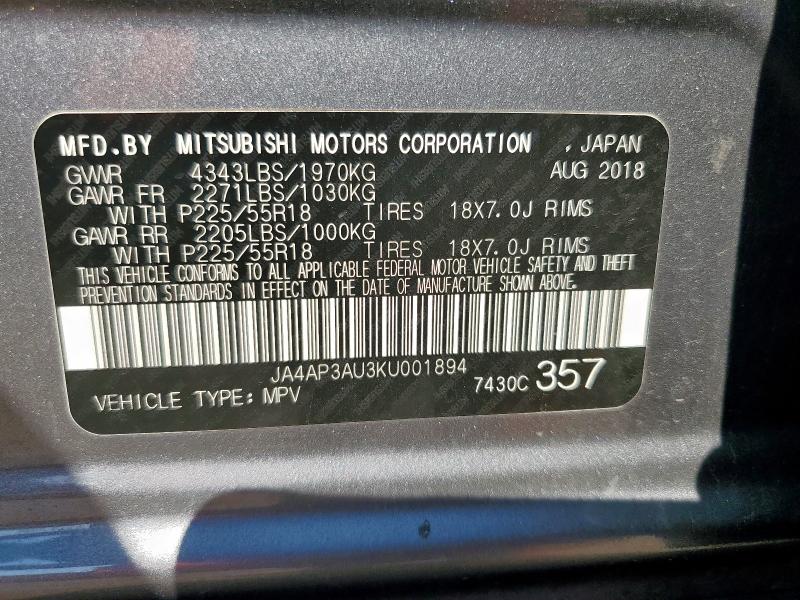 MFD.BY MITSUBISHI MOTORS CORPORATION , JAPAN
GVWR 4343LBS/1970KG AUG 2018
GAWR FR 2271LBS/1030KG
WITH P225/55R18 TIRES 18X7.0J RIMS
GAWR RR 2205LBS/1000KG
WITH P225/55R18 TIRES 18X7.0J RIMS
THIS VEHICLE CONFORMS TO ALL APPLICABLE FEDERAL MOTOR VEHICLE SAFETY AND THEFT
PREVENTION STANDARDS IN EFFECT ON THE DATE OF MANUFACTURE SHOWN ABOVE.
JA4AP3AU3KU001894
VEHICLE TYPE: MPV 7430C 357